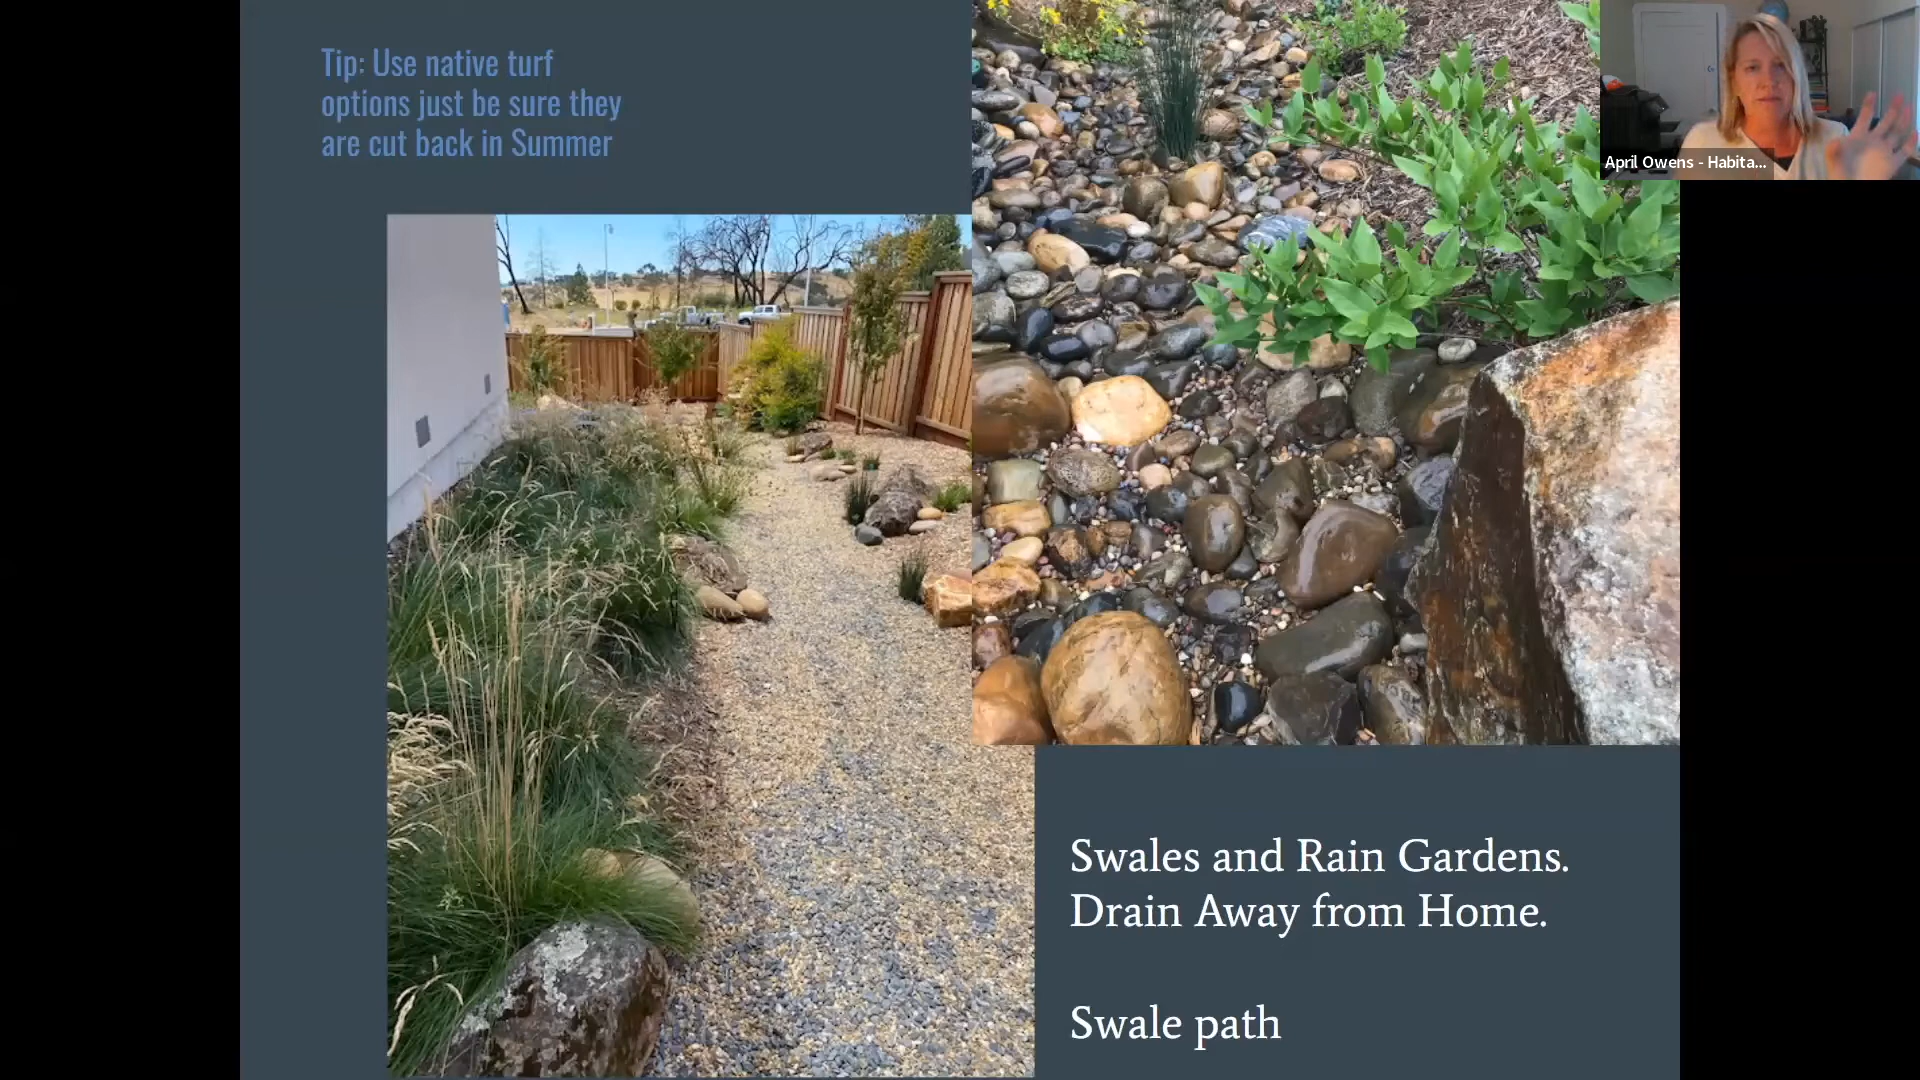 Tip: Use native turf
options just be sure they
are cut back in Summer
April Owens - Habita...
Swales and Rain Gardens.
Drain Away from Home.
Swale path